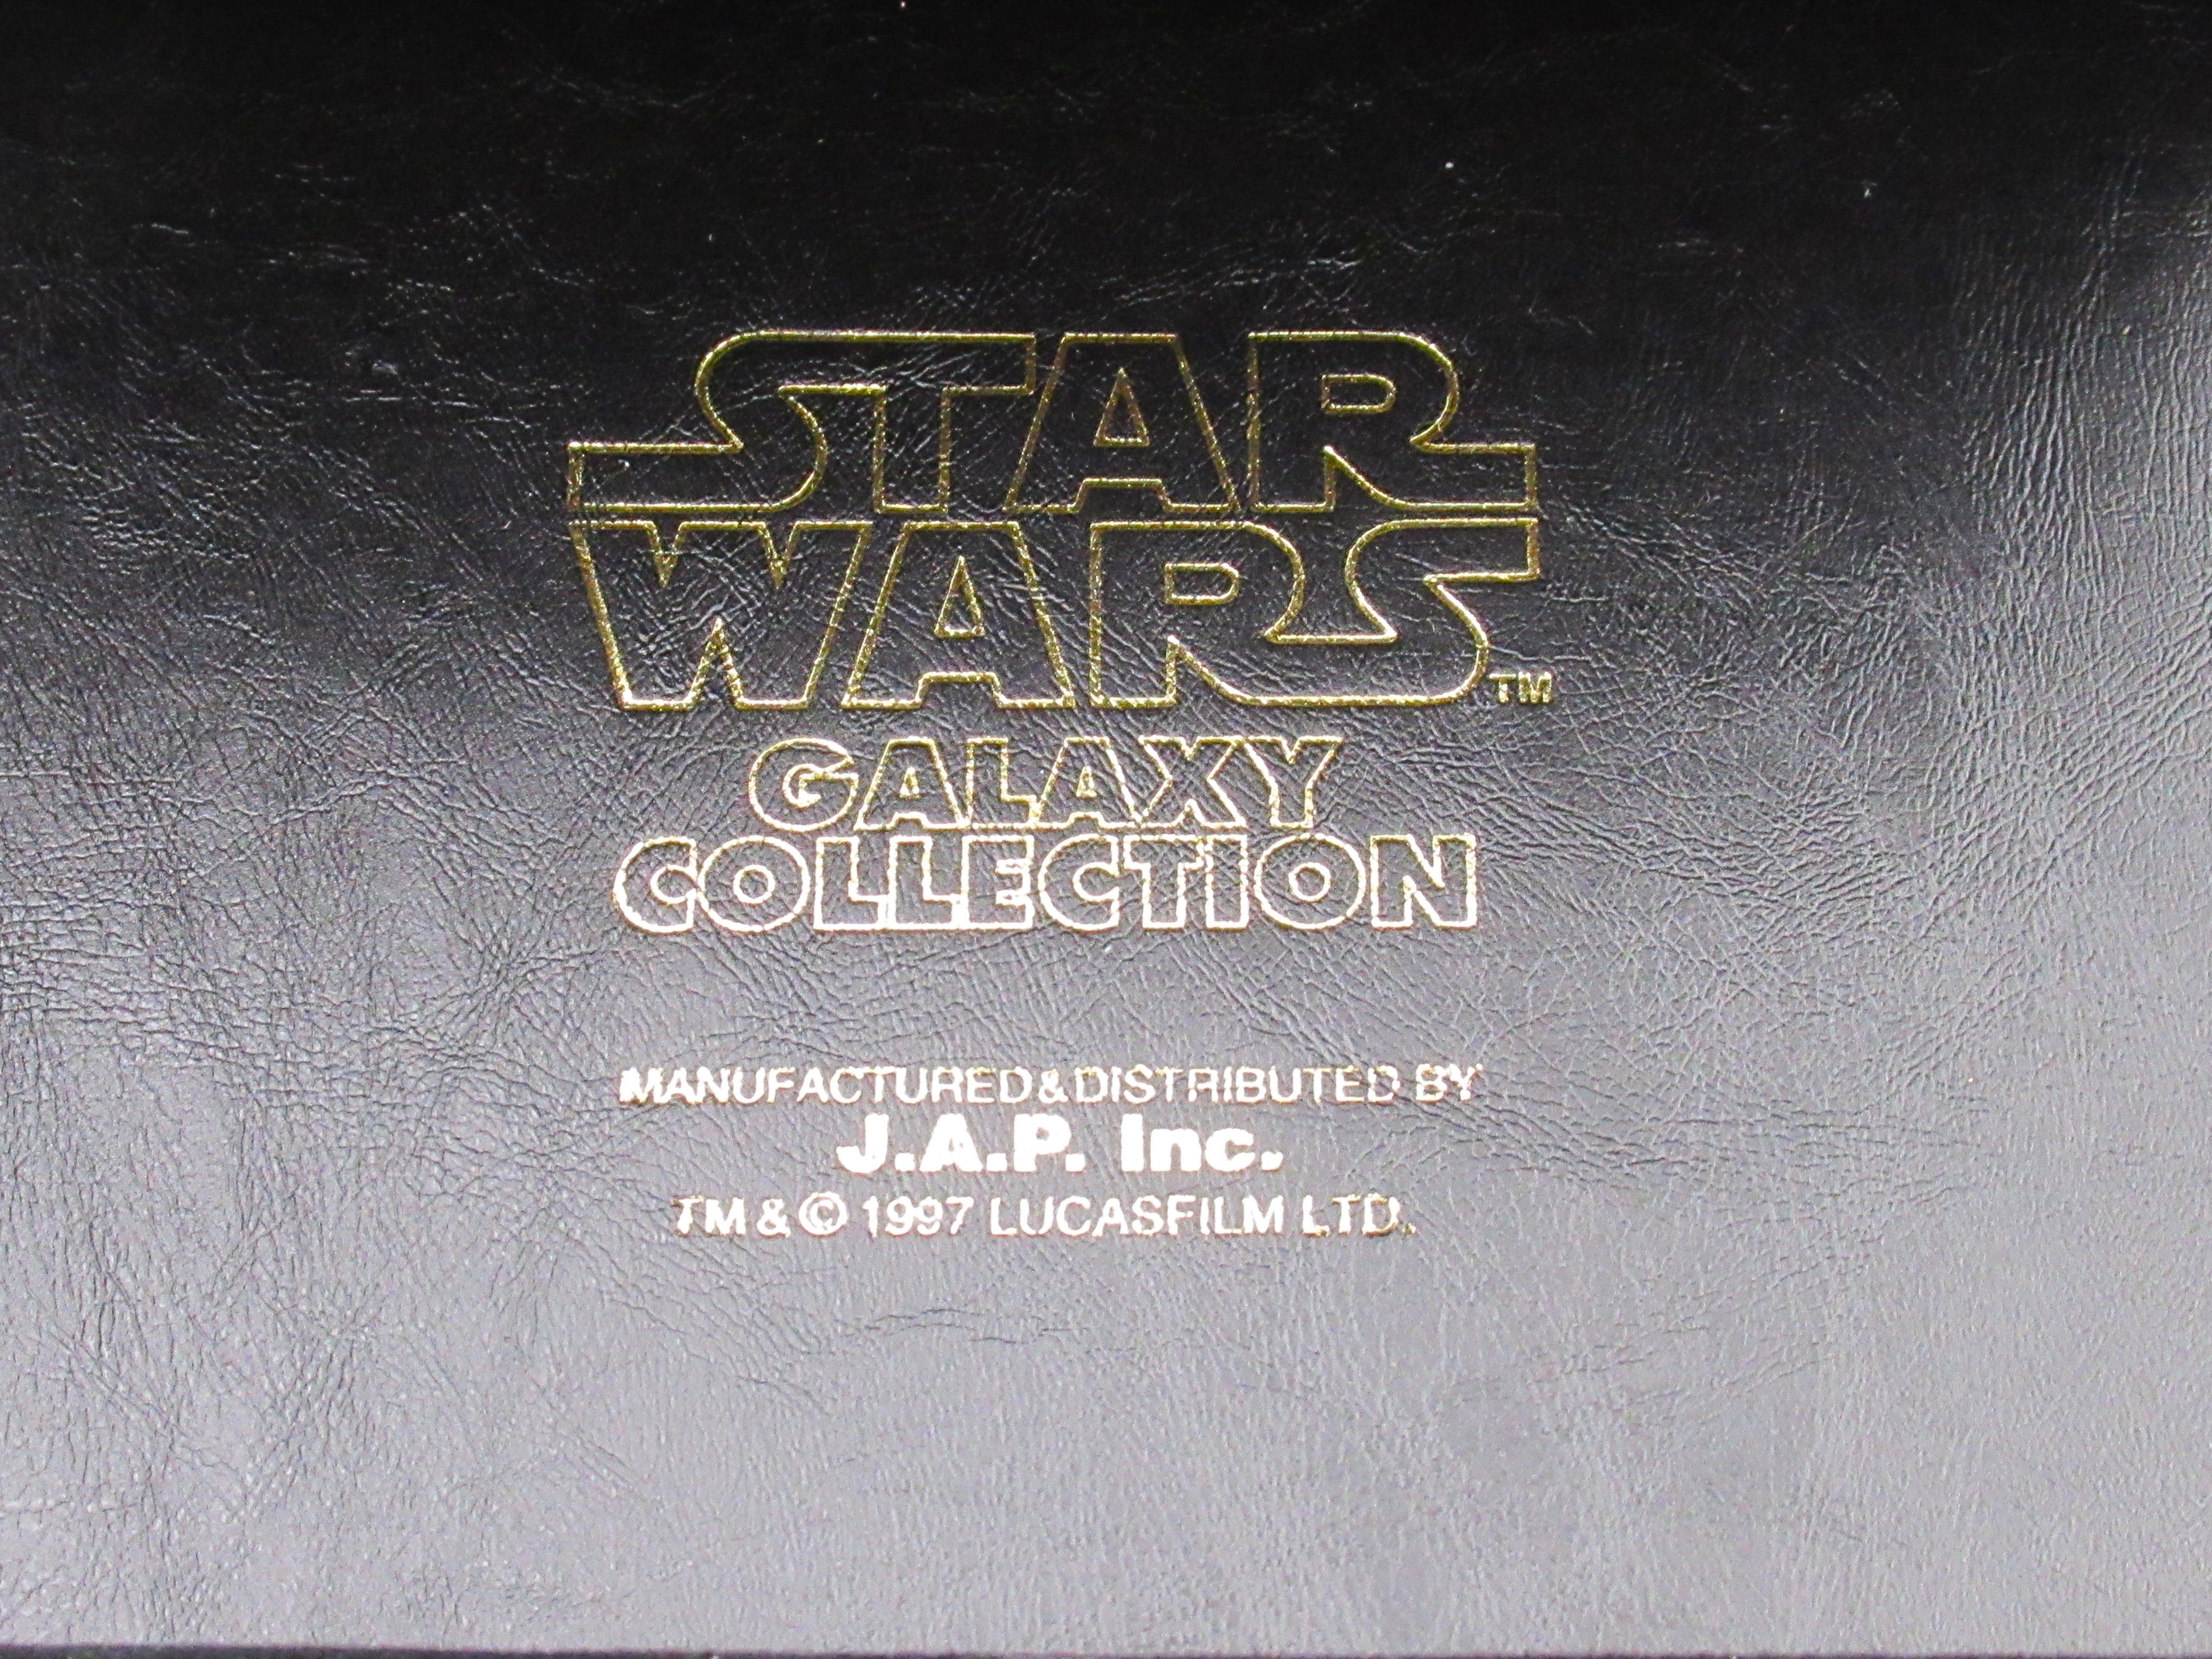 STAR
WARS™
GALAXY
COLLECTION
MANUFACTURED & DISTRIBUTED BY
J.A.P. Inc.
TM & © 1997 LUCASFILM LTD.